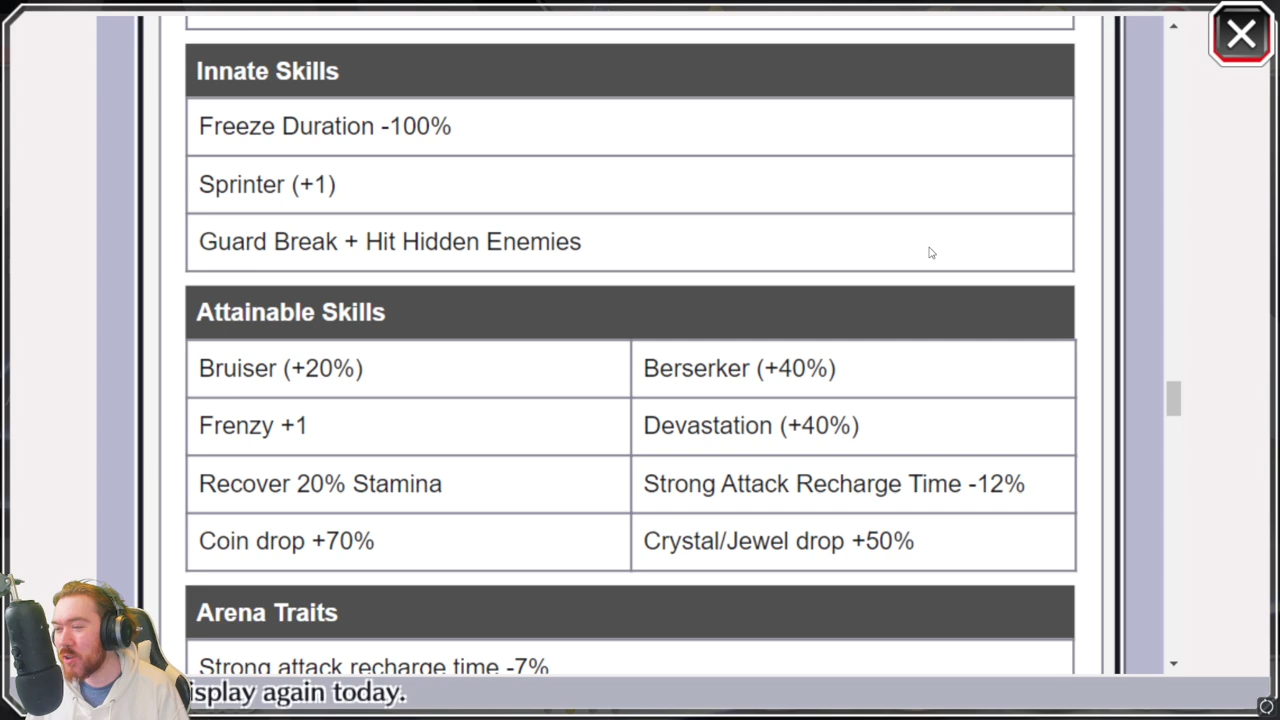 Innate Skills
Freeze Duration -100%
Sprinter (+1)
Guard Break + Hit Hidden Enemies
Attainable Skills
Bruiser (+20%) Berserker (+40%)
Frenzy +1 Devastation (+40%)
Recover 20% Stamina Strong Attack Recharge Time -12%
Coin drop +70% Crystal/Jewel drop +50%
Arena Traits
Strong attack recharge time -7%
isplay again today.